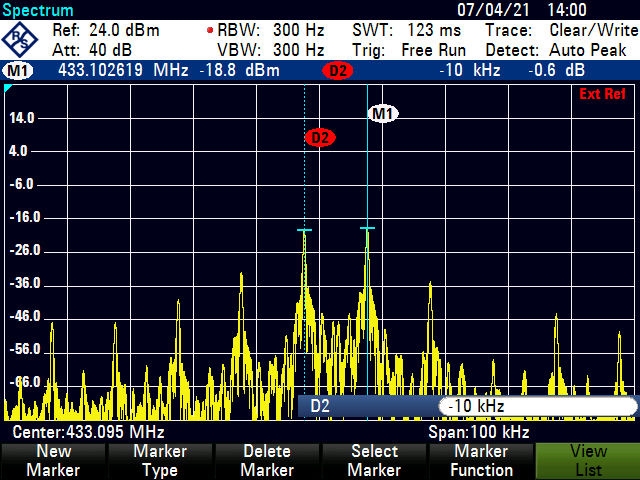 Spectrum 07/04/21 14:00
R&S Ref: 24.0 dBm • RBW: 300 Hz SWT: 123 ms Trace: Clear/Write
Att: 40 dB VBW: 300 Hz Trig: Free Run Detect: Auto Peak
M1 433.102619 MHz -18.8 dBm D2 -10 kHz -0.6 dB
Ext Ref
M1
14.0
D2
4.0
-6.0
-16.0
-26.0
-36.0
-46.0
-56.0
-66.0
D2 -10 kHz
Center:433.095 MHz Span:100 kHz
New Marker Delete Select Marker View
Marker Type Marker Marker Function List